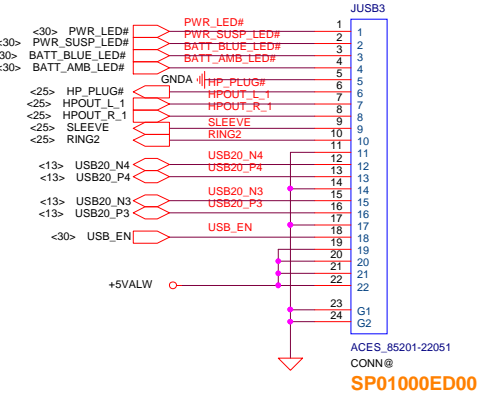 JUSB3
<30> PWR_LED# PWR_LED# 1 1
<30> PWR_SUSP_LED# PWR_SUSP_LED# 2 2
<30> BATT_BLUE_LED# BATT_BLUE_LED# 3 3
<30> BATT_AMB_LED# BATT_AMB_LED# 4 4
GNDA 5 5
<25> HP_PLUG# HP_PLUG# 6 6
<25> HPOUT_L_1 HPOUT_L_1 7 7
<25> HPOUT_R_1 HPOUT_R_1 8 8
<25> SLEEVE SLEEVE 9 9
<25> RING2 RING2 10 10
11 11
<13> USB20_N4 USB20_N4 12 12
<13> USB20_P4 USB20_P4 13 13
14 14
<13> USB20_N3 USB20_N3 15 15
<13> USB20_P3 USB20_P3 16 16
17 17
<30> USB_EN USB_EN 18 18
19 19
20 20
21 21
+5VALW 22 22
23 G1
24 G2
ACES_85201-22051
CONN@
SP01000ED00